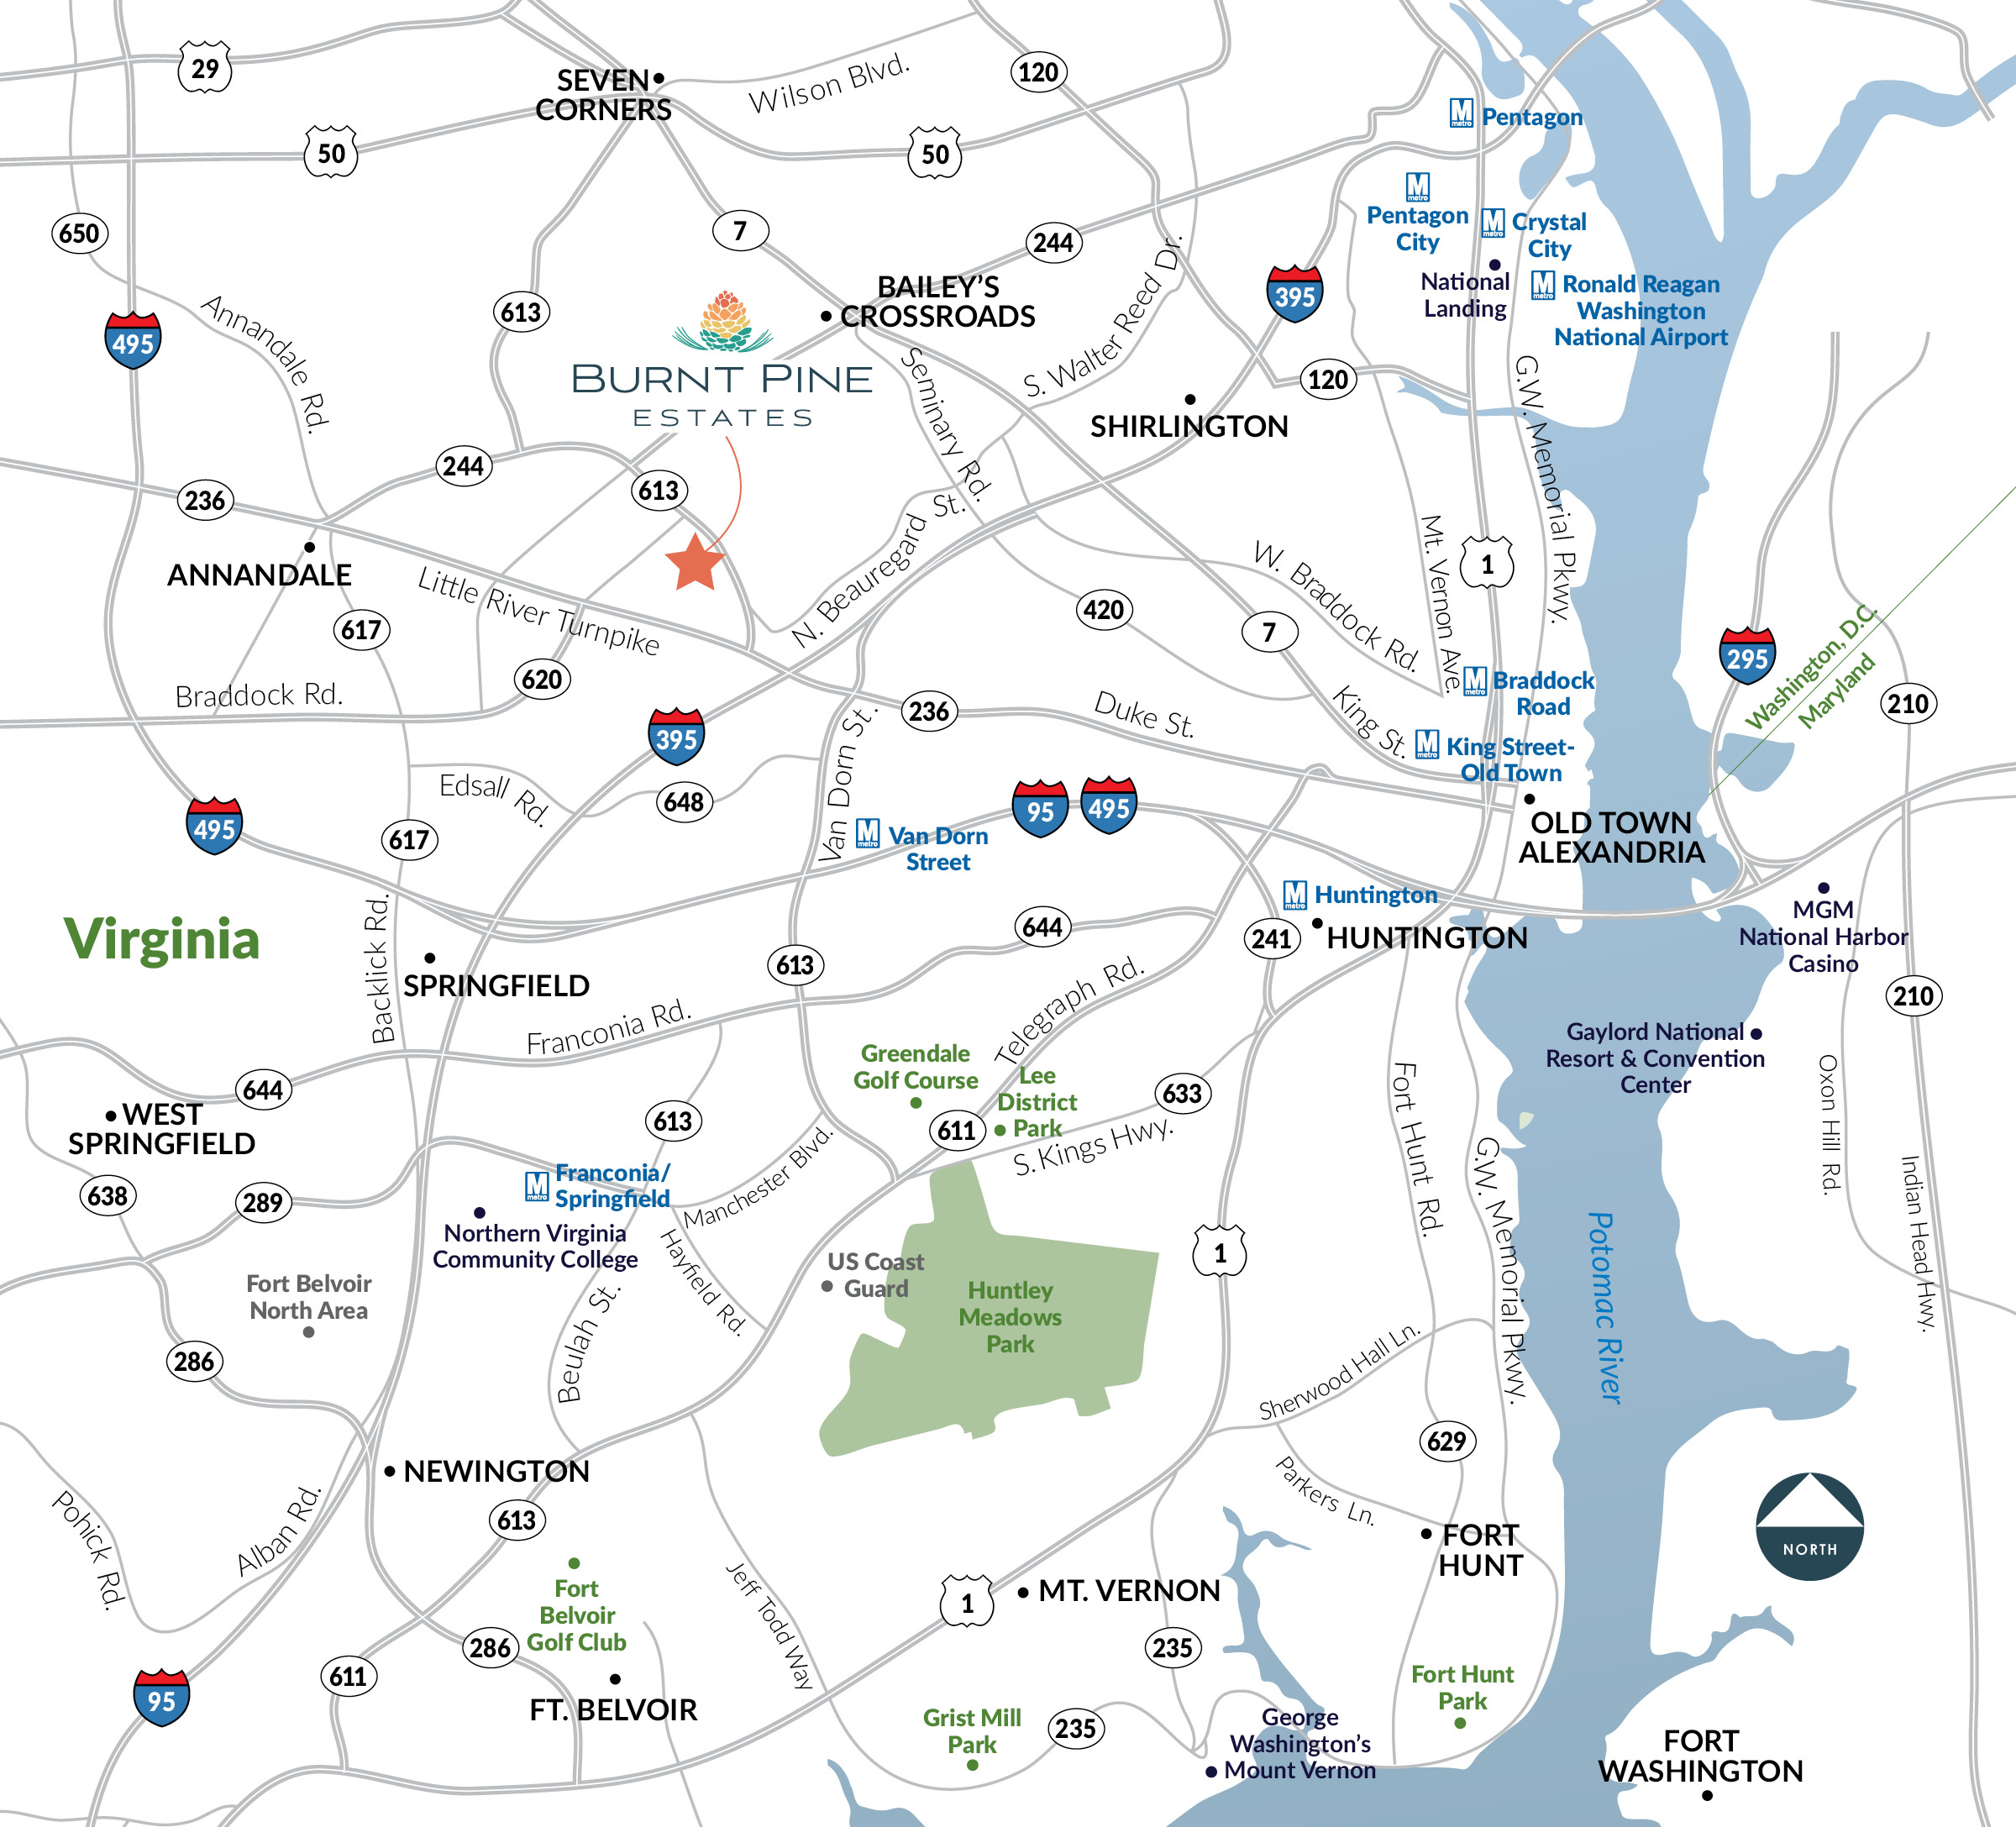 29
SEVEN
CORNERS
Wilson Blvd.
120
Pentagon
50
50
650
7
244
Pentagon
City
Crystal
City
National
Landing
Ronald Reagan
Washington
National Airport
495
Annandale Rd.
613
BAILEY'S
CROSSROADS
S. Walter Reed Dr.
395
BURNT PINE
ESTATES
Seminary Rd.
120
SHIRLINGTON
G.W. Memorial Pkwy.
244
236
613
ANNANDALE
Little River Turnpike
N. Beauregard St.
W. Braddock Rd.
Mt. Vernon Ave.
1
617
420
7
295
Washington, D.C.
Maryland
Braddock Rd.
620
236
Duke St.
King St.
Braddock
Road
210
395
Van Dorn St.
King Street-
Old Town
Edsall Rd.
648
495
617
95
495
Van Dorn
Street
OLD TOWN
ALEXANDRIA
Virginia
Backlick Rd.
SPRINGFIELD
613
644
241
Huntington
HUNTINGTON
MGM
National Harbor
Casino
210
Franconia Rd.
Telegraph Rd.
Gaylord National
Resort & Convention
Center
644
Greendale
Golf Course
Lee
District
Park
633
Fort Hunt Rd.
Oxon Hill Rd.
WEST
SPRINGFIELD
613
611
S. Kings Hwy.
Manchester Blvd.
638
289
Franconia/
Springfield
Northern Virginia
Community College
Hayfield Rd.
G.W. Memorial Pkwy.
Indian Head Hwy.
Potomac River
Fort Belvoir
North Area
US Coast
Guard
Huntley
Meadows
Park
1
286
Beulah St.
Sherwood Hall Ln.
NEWINGTON
629
Parkers Ln.
Pohick Rd.
Alban Rd.
613
FORT
HUNT
NORTH
Fort
Belvoir
Golf Club
Jeff Todd Way
1
MT. VERNON
286
235
611
95
FT. BELVOIR
Fort Hunt
Park
Grist Mill
Park
235
George
Washington's
Mount Vernon
FORT
WASHINGTON
M
metro
M
metro
M
metro
M
metro
M
metro
M
metro
M
metro
M
metro
M
metro